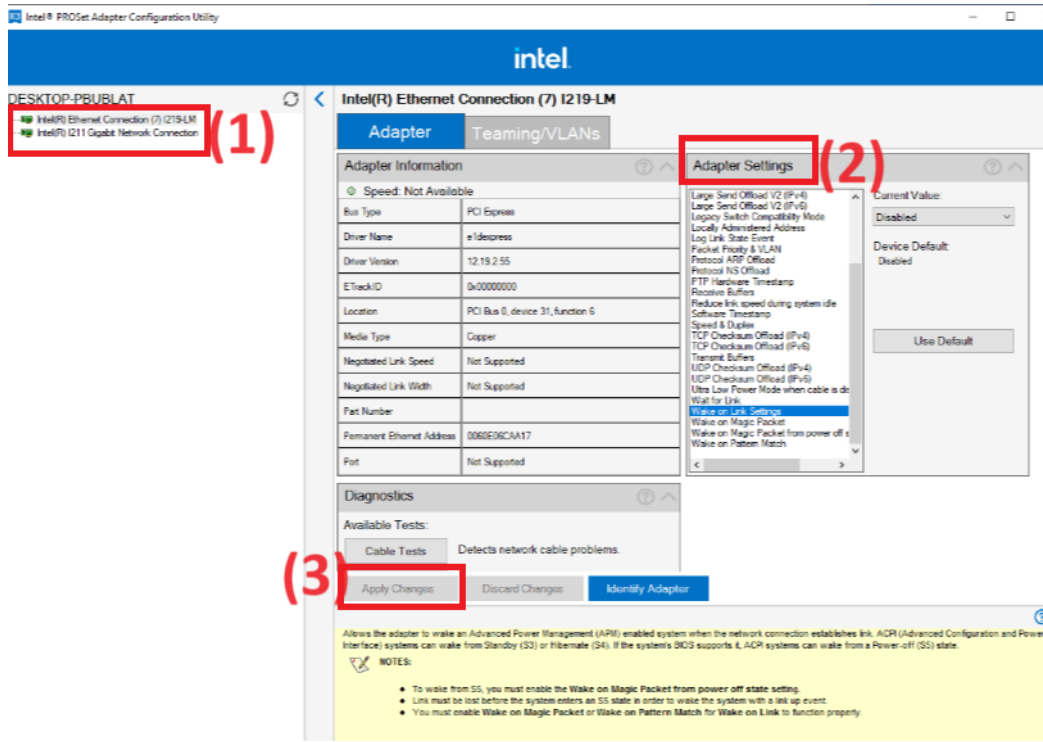 Intel® PROSet Adapter Configuration Utility
intel.
DESKTOP-PBUBLAT
Intel(R) Ethernet Connection (7) I219-LM
Intel(R) I211 Gigabit Network Connection
(1)
Intel(R) Ethernet Connection (7) I219-LM
Adapter
Teaming/VLANs
Adapter Information
Speed: Not Available
Bus Type PCI Express
Driver Name e1dexpress
Driver Version 12.19.2.55
ETrackID 0x00000000
Location PCI Bus 0, device 31, function 6
Media Type Copper
Negotiated Link Speed Not Supported
Negotiated Link Width Not Supported
Part Number
Permanent Ethernet Address 0060E06CAA17
Port Not Supported
Adapter Settings
(2)
Large Send Offload V2 (IPv4)
Large Send Offload V2 (IPv6)
Legacy Switch Compatibility Mode
Locally Administered Address
Log Link State Event
Packet Priority & VLAN
Protocol ARP Offload
Protocol NS Offload
PTP Hardware Timestamp
Receive Buffers
Reduce link speed during system idle
Software Timestamp
Speed & Duplex
TCP Checksum Offload (IPv4)
TCP Checksum Offload (IPv6)
Transmit Buffers
UDP Checksum Offload (IPv4)
UDP Checksum Offload (IPv6)
Ultra Low Power Mode when cable is de
Wait for Link
Wake on Link Settings
Wake on Magic Packet
Wake on Magic Packet from power off s
Wake on Pattern Match
Current Value:
Disabled
Device Default:
Disabled
Use Default
Diagnostics
Available Tests:
Cable Tests Detects network cable problems.
(3)
Apply Changes
Discard Changes
Identify Adapter
Allows the adapter to wake an Advanced Power Management (APM) enabled system when the network connection establishes link. ACPI (Advanced Configuration and Power
Interface) systems can wake from Standby (S3) or Hibernate (S4). If the system's BIOS supports it, ACPI systems can wake from a Power-off (S5) state.
NOTES:
● To wake from S5, you must enable the Wake on Magic Packet from power off state setting.
● Link must be lost before the system enters an S5 state in order to wake the system with a link up event.
● You must enable Wake on Magic Packet or Wake on Pattern Match for Wake on Link to function properly.